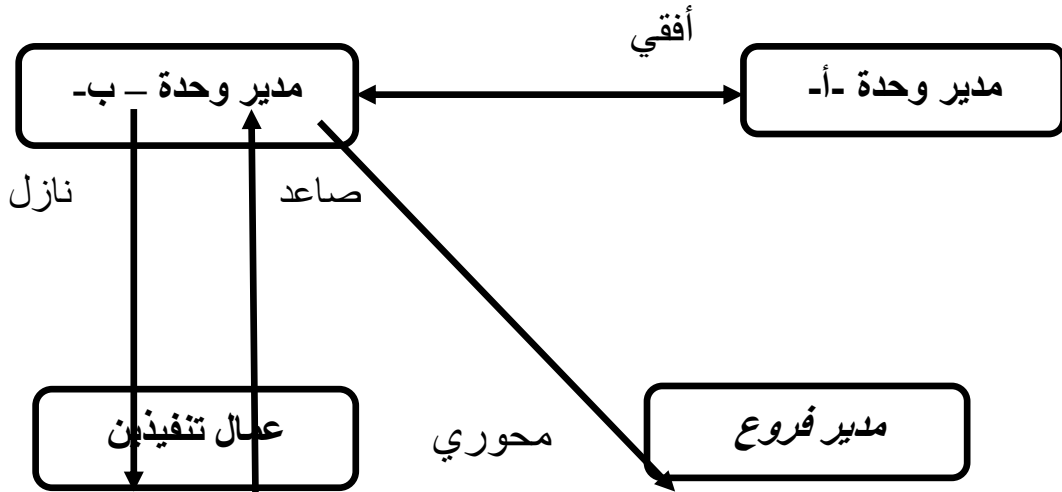 أفقي
مدير وحدة -أ-
مدير وحدة – ب-
صاعد
نازل
مدير فروع
محوري
عمال تنفيذين